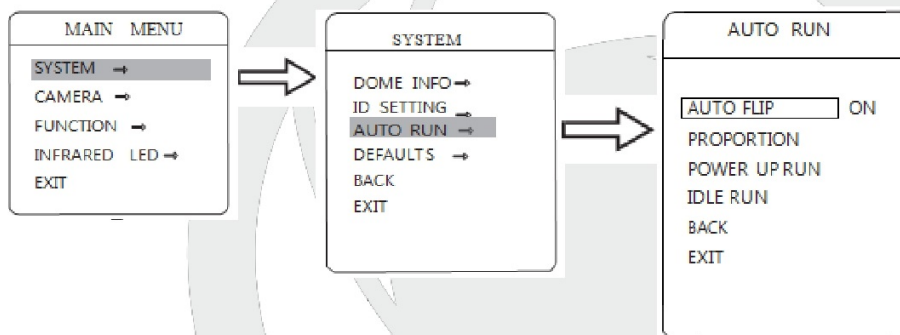 MAIN MENU
SYSTEM →
CAMERA →
FUNCTION →
INFRARED LED →
EXIT
SYSTEM
DOME INFO →
ID SETTING →
AUTO RUN →
DEFAULTS →
BACK
EXIT
AUTO RUN
AUTO FLIP ON
PROPORTION
POWER UP RUN
IDLE RUN
BACK
EXIT